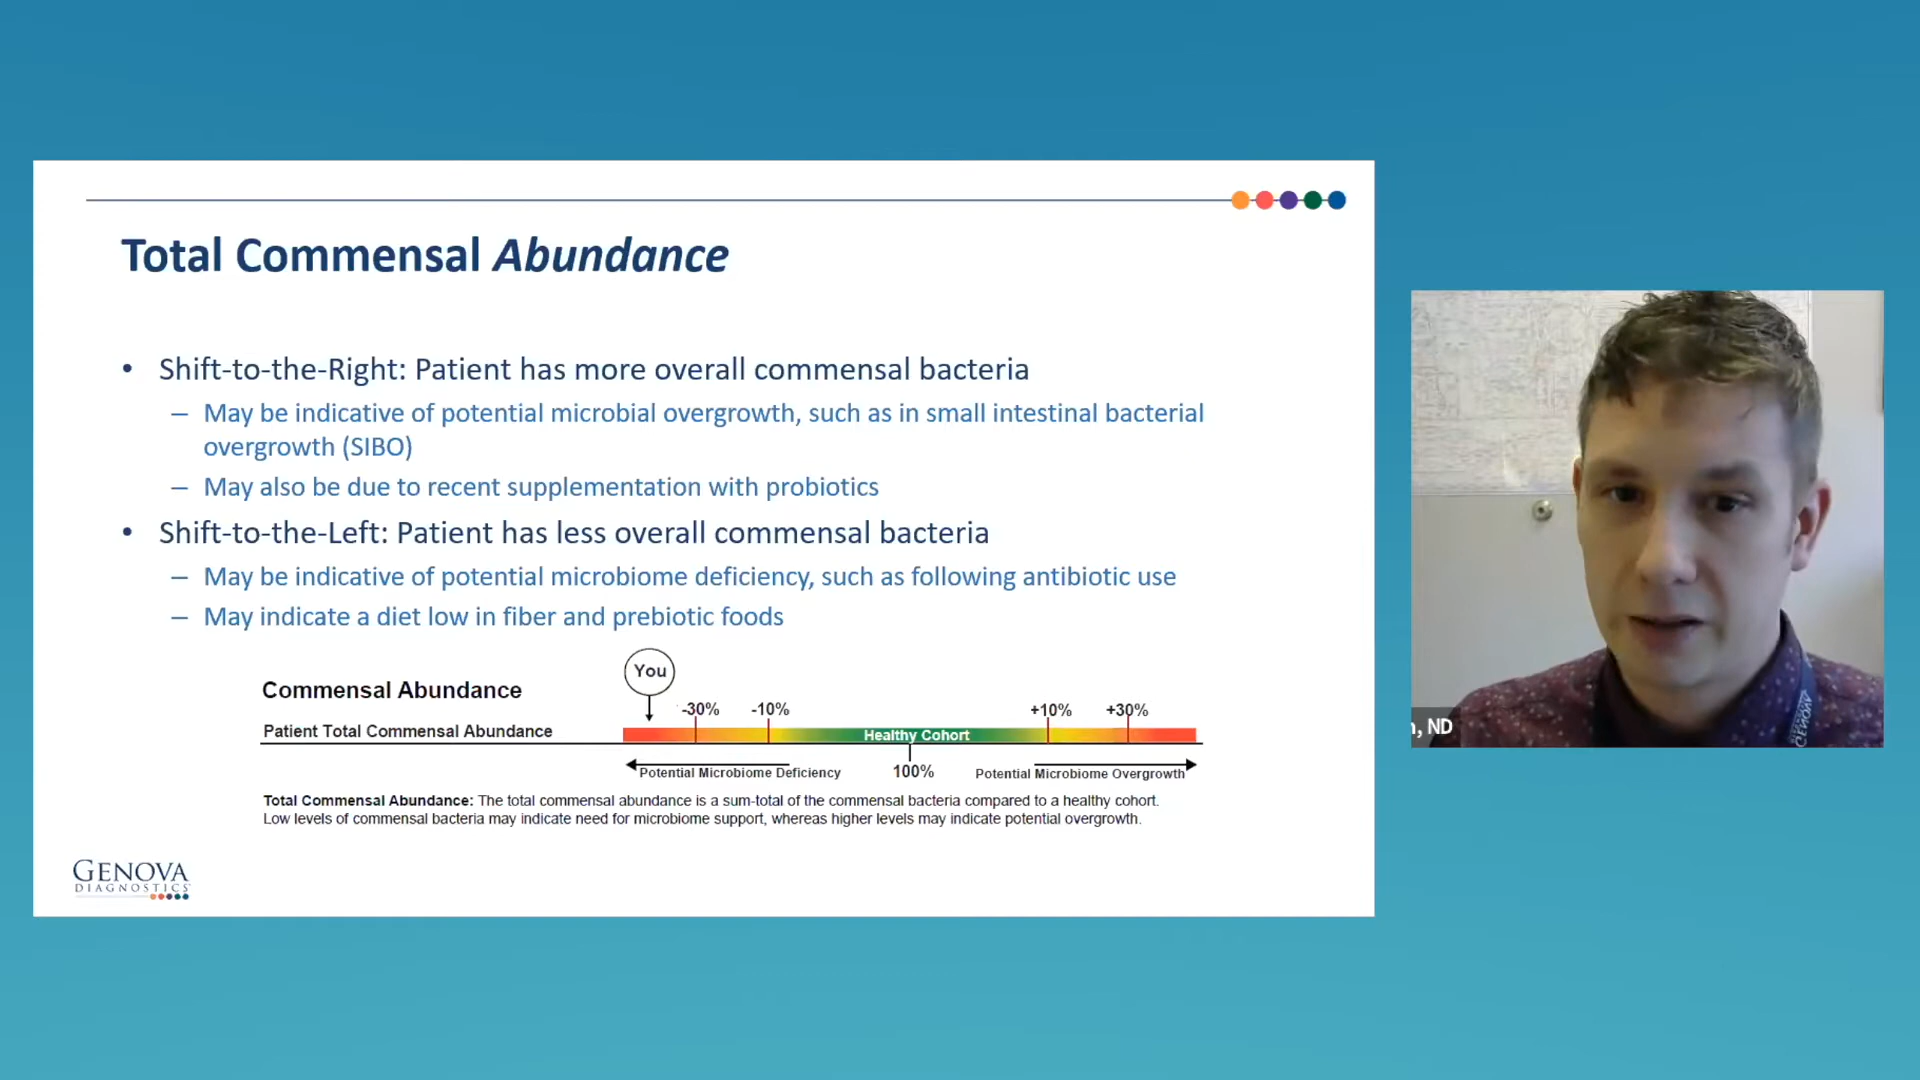 Total Commensal Abundance
• Shift-to-the-Right: Patient has more overall commensal bacteria
– May be indicative of potential microbial overgrowth, such as in small intestinal bacterial
overgrowth (SIBO)
– May also be due to recent supplementation with probiotics
• Shift-to-the-Left: Patient has less overall commensal bacteria
– May be indicative of potential microbiome deficiency, such as following antibiotic use
– May indicate a diet low in fiber and prebiotic foods
You
Commensal Abundance
-30% -10% +10% +30%
Patient Total Commensal Abundance
Healthy Cohort
Potential Microbiome Deficiency 100% Potential Microbiome Overgrowth
Total Commensal Abundance: The total commensal abundance is a sum-total of the commensal bacteria compared to a healthy cohort.
Low levels of commensal bacteria may indicate need for microbiome support, whereas higher levels may indicate potential overgrowth.
GENOVA
DIAGNOSTICS
, ND